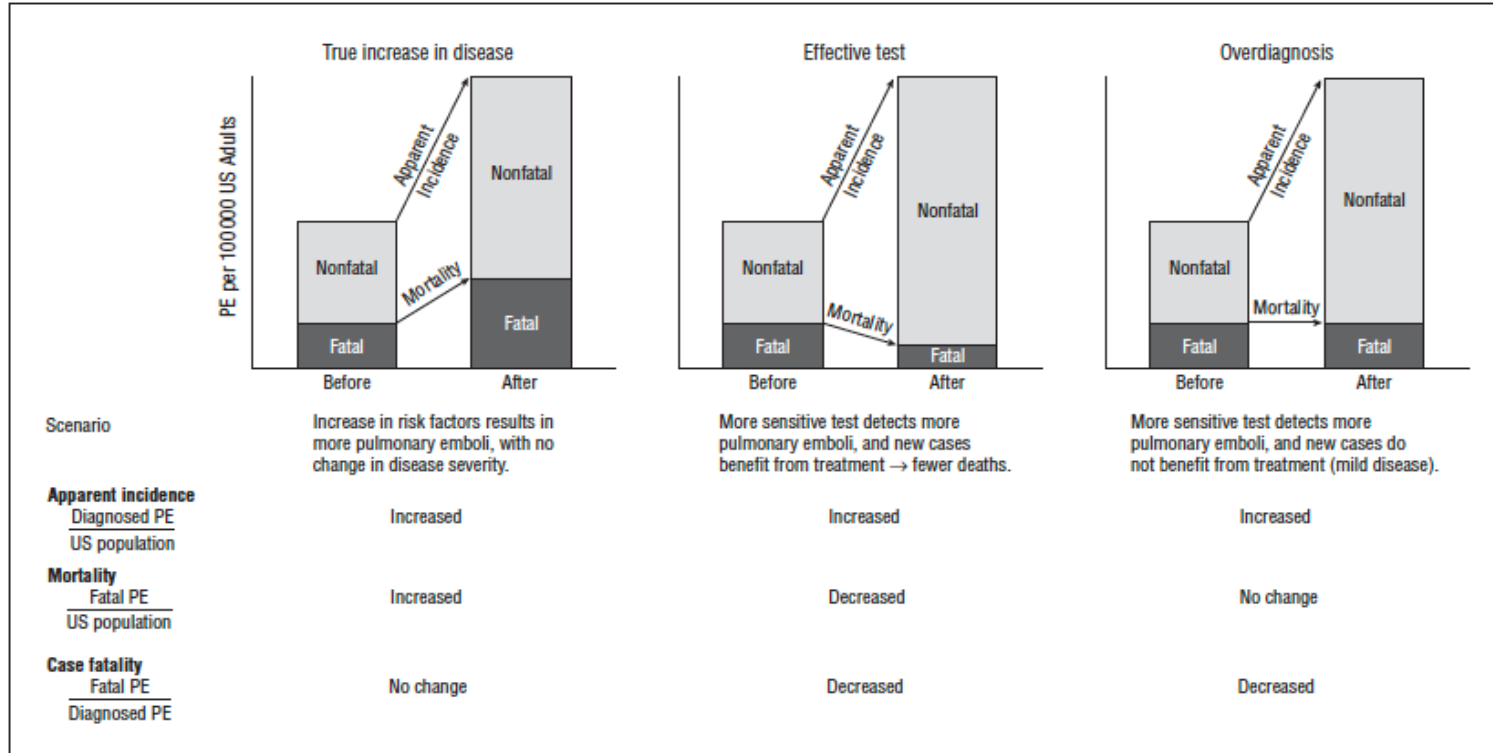 True increase in disease
Effective test
Overdiagnosis
PE per 100000 US Adults
Apparent
Incidence
Nonfatal
Nonfatal
Mortality
Fatal
Fatal
Before
After
Apparent
Incidence
Nonfatal
Nonfatal
Mortality
Fatal
Fatal
Before
After
Apparent
Incidence
Nonfatal
Nonfatal
Mortality
Fatal
Fatal
Before
After
Scenario
Increase in risk factors results in
more pulmonary emboli, with no
change in disease severity.
More sensitive test detects more
pulmonary emboli, and new cases
benefit from treatment → fewer deaths.
More sensitive test detects more
pulmonary emboli, and new cases do
not benefit from treatment (mild disease).
Apparent incidence
Diagnosed PE
US population
Increased
Increased
Increased
Mortality
Fatal PE
US population
Increased
Decreased
No change
Case fatality
Fatal PE
Diagnosed PE
No change
Decreased
Decreased